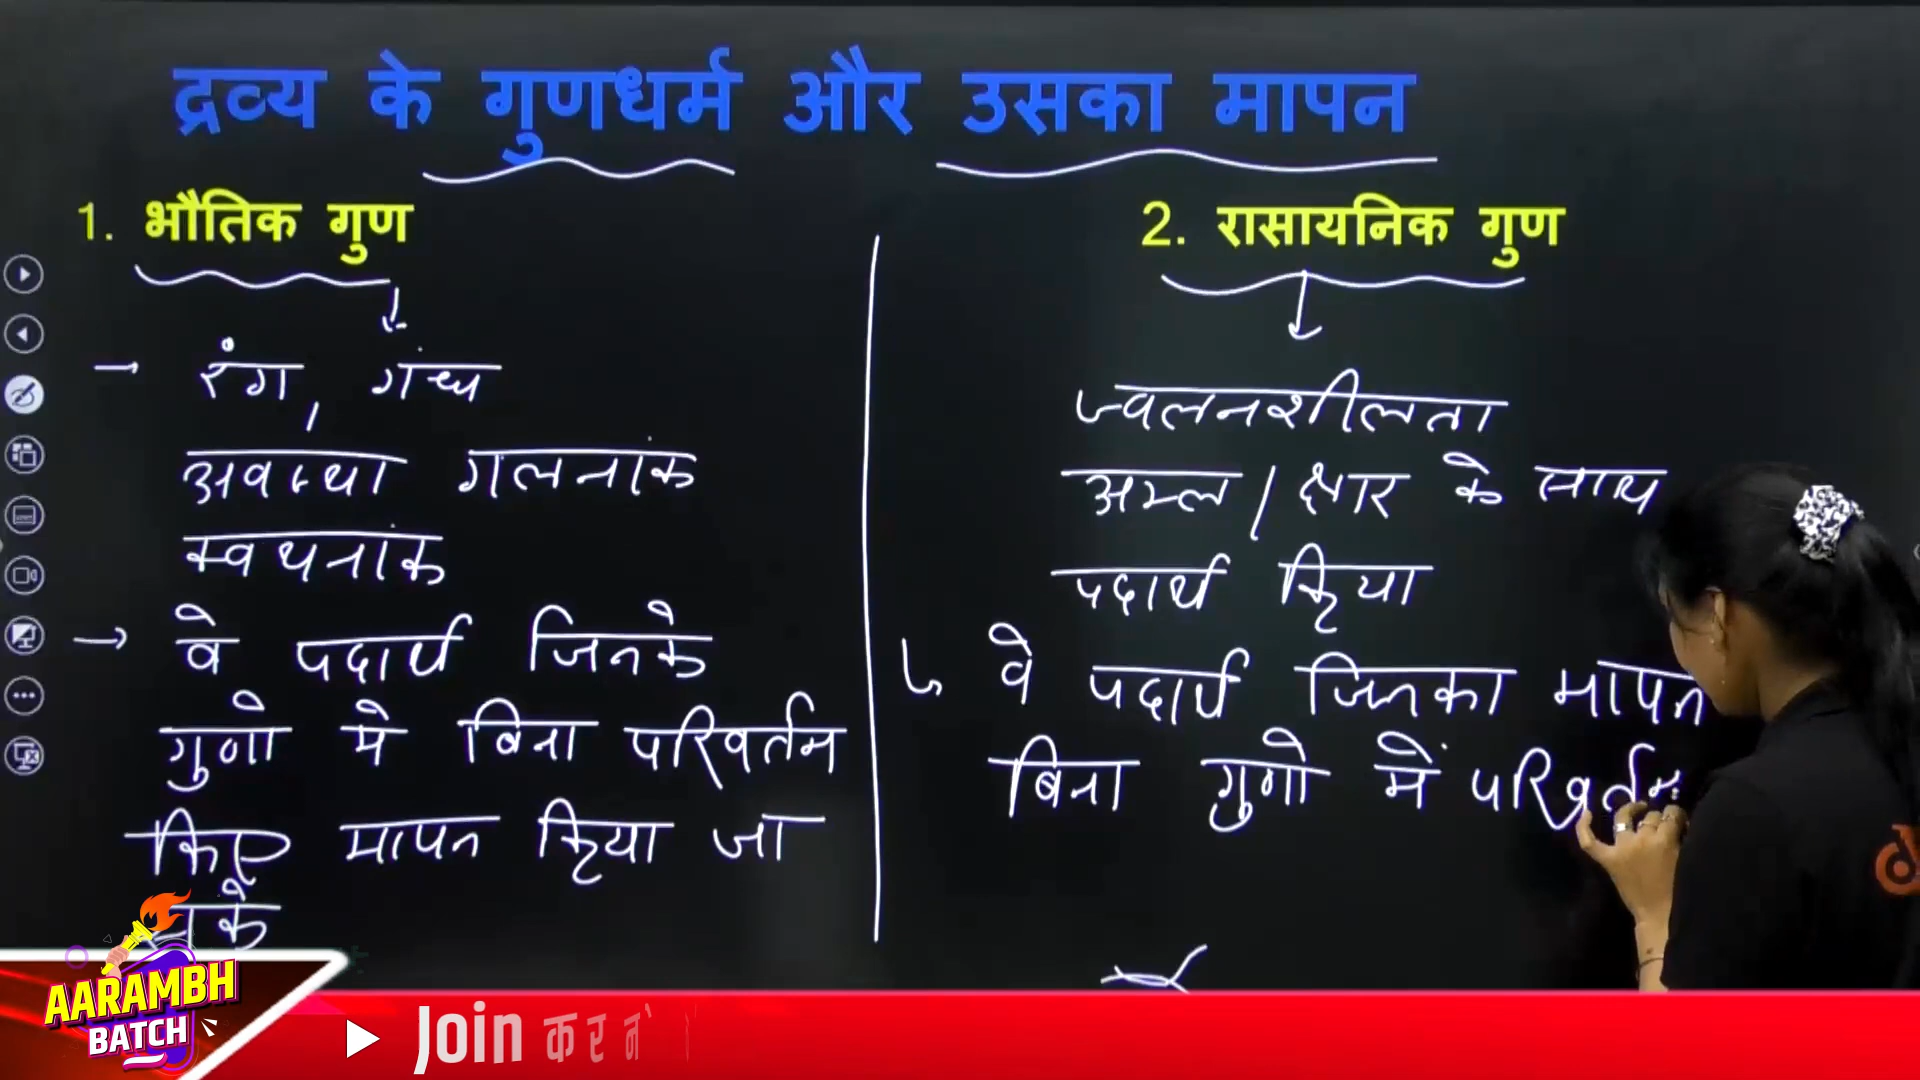 द्रव्य के गुणधर्म और उसका मापन
1. भौतिक गुण
→ रंग, गंध
अवस्था गलनांक
क्वथनांक
→ वे पदार्थ जिनके
गुणो मे बिना परिवर्तन
किए मापन किया जा
सके
2. रासायनिक गुण
ज्वलनशीलता
अम्ल / क्षार के साथ
पदार्थ क्रिया
वे पदार्थ जिनका मापन
बिना गुणो में परिवर्तन
AARAMBH
BATCH
Join करन